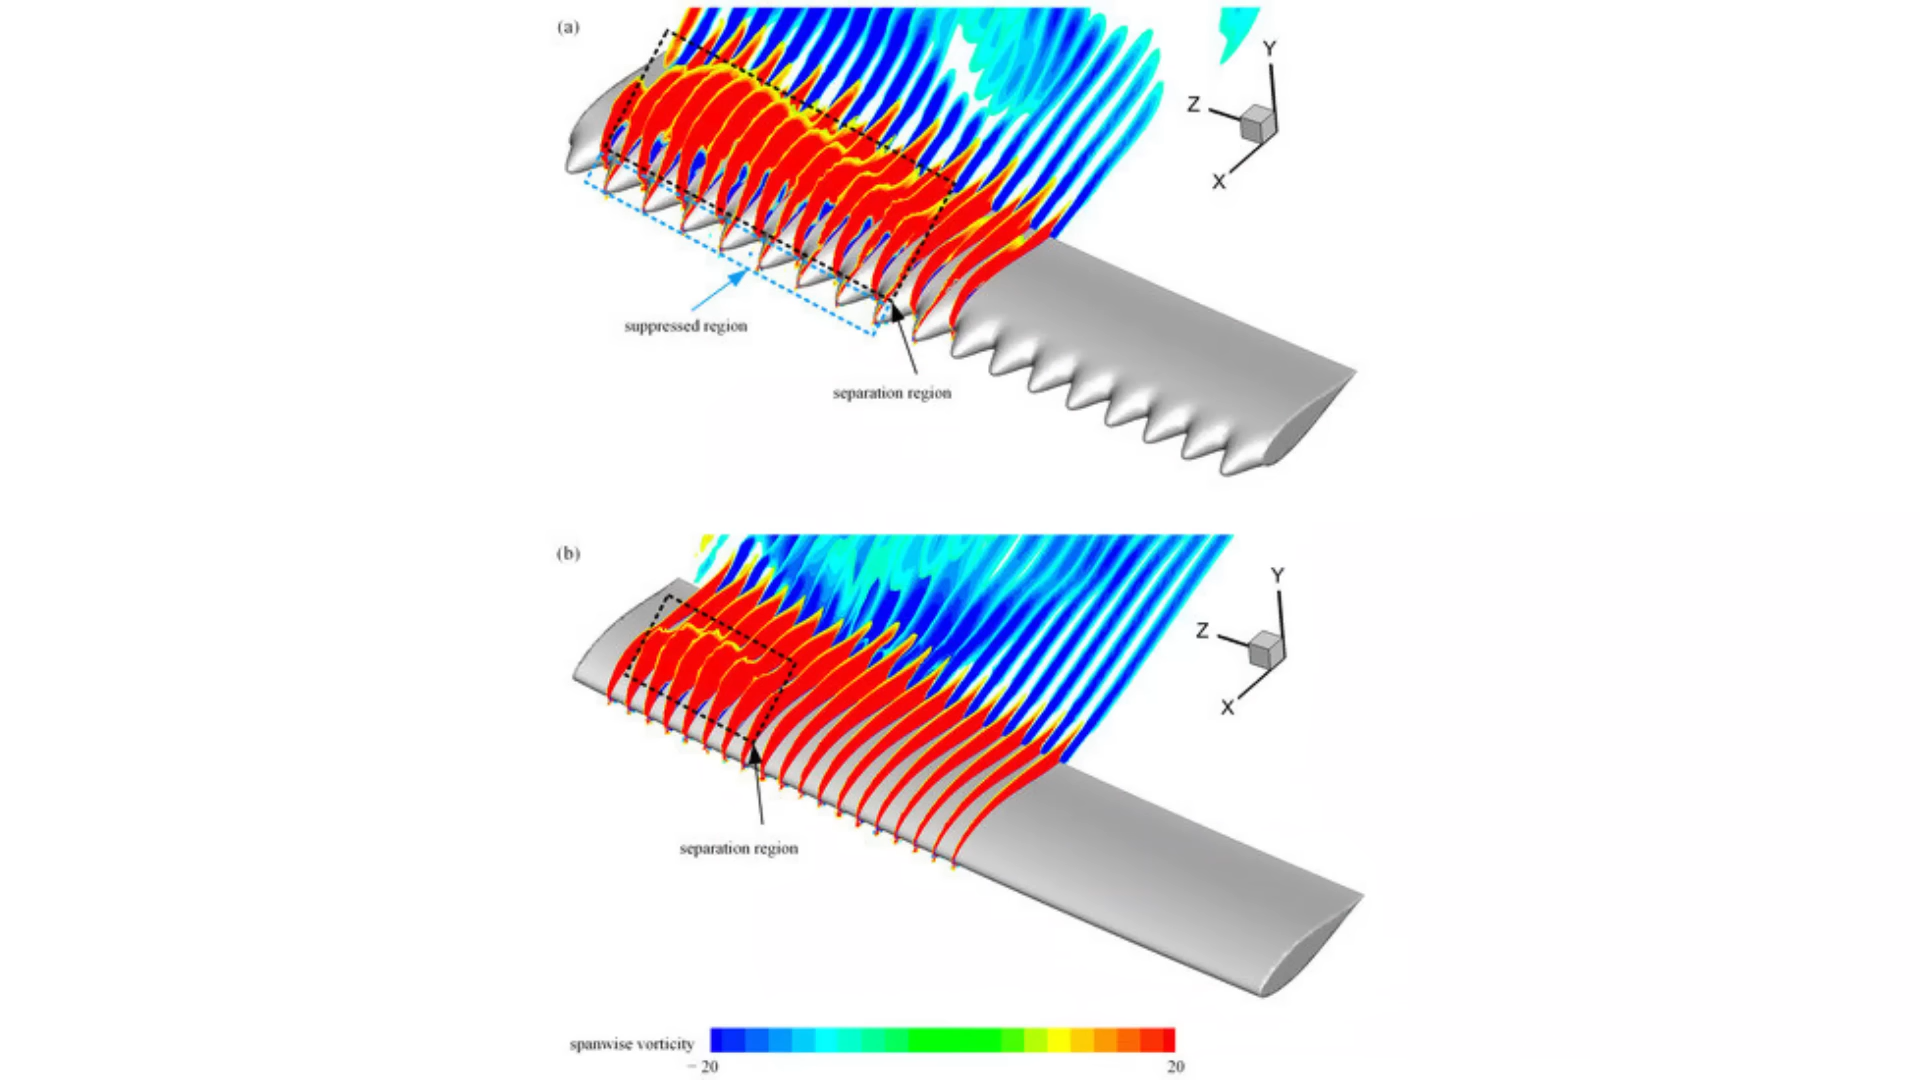 (a)
Y
Z
X
suppressed region
separation region
(b)
Y
Z
X
separation region
spanwise vorticity
− 20
20